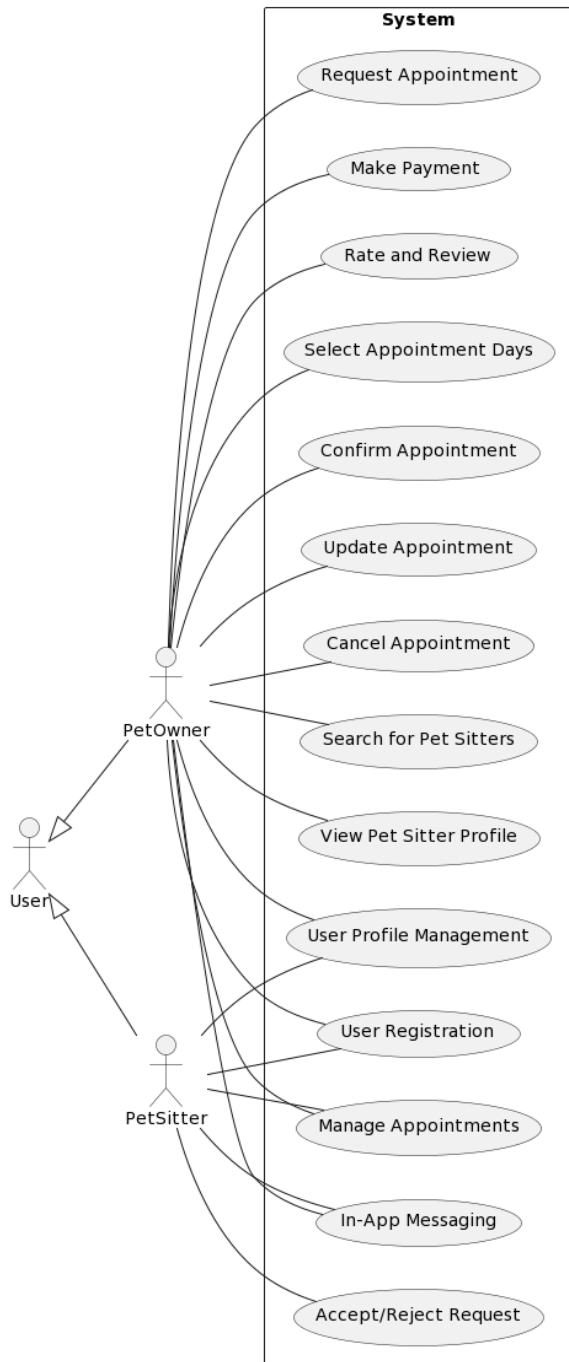 System
Request Appointment
Make Payment
Rate and Review
Select Appointment Days
Confirm Appointment
Update Appointment
Cancel Appointment
PetOwner
Search for Pet Sitters
View Pet Sitter Profile
User
User Profile Management
User Registration
PetSitter
Manage Appointments
In-App Messaging
Accept/Reject Request